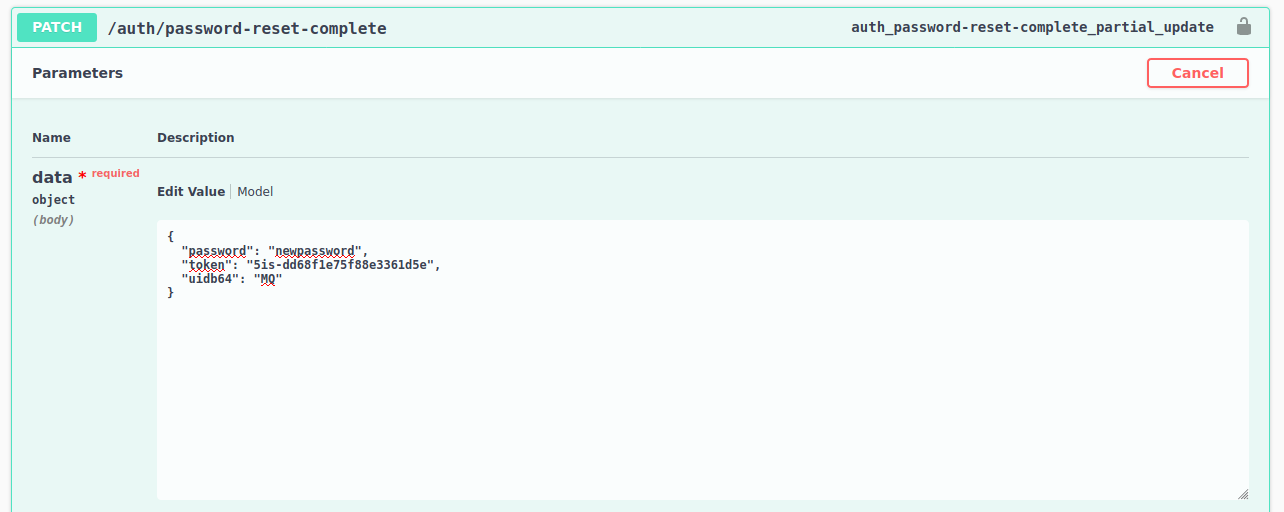 PATCH /auth/password-reset-complete auth_password-reset-complete_partial_update
Parameters Cancel
Name Description
data * required
object
(body)
Edit Value Model
{
"password": "newpassword",
"token": "5is-dd68f1e75f88e3361d5e",
"uidb64": "MQ"
}